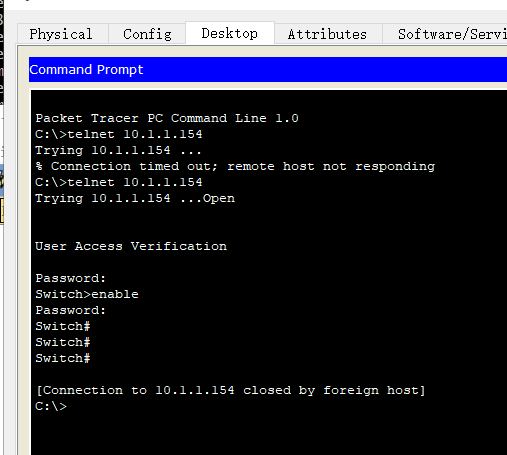 Physical Config Desktop Attributes Software/Servi
Command Prompt
Packet Tracer PC Command Line 1.0
C:\>telnet 10.1.1.154
Trying 10.1.1.154 ...
% Connection timed out; remote host not responding
C:\>telnet 10.1.1.154
Trying 10.1.1.154 ...Open
User Access Verification
Password:
Switch>enable
Password:
Switch#
Switch#
Switch#
[Connection to 10.1.1.154 closed by foreign host]
C:\>